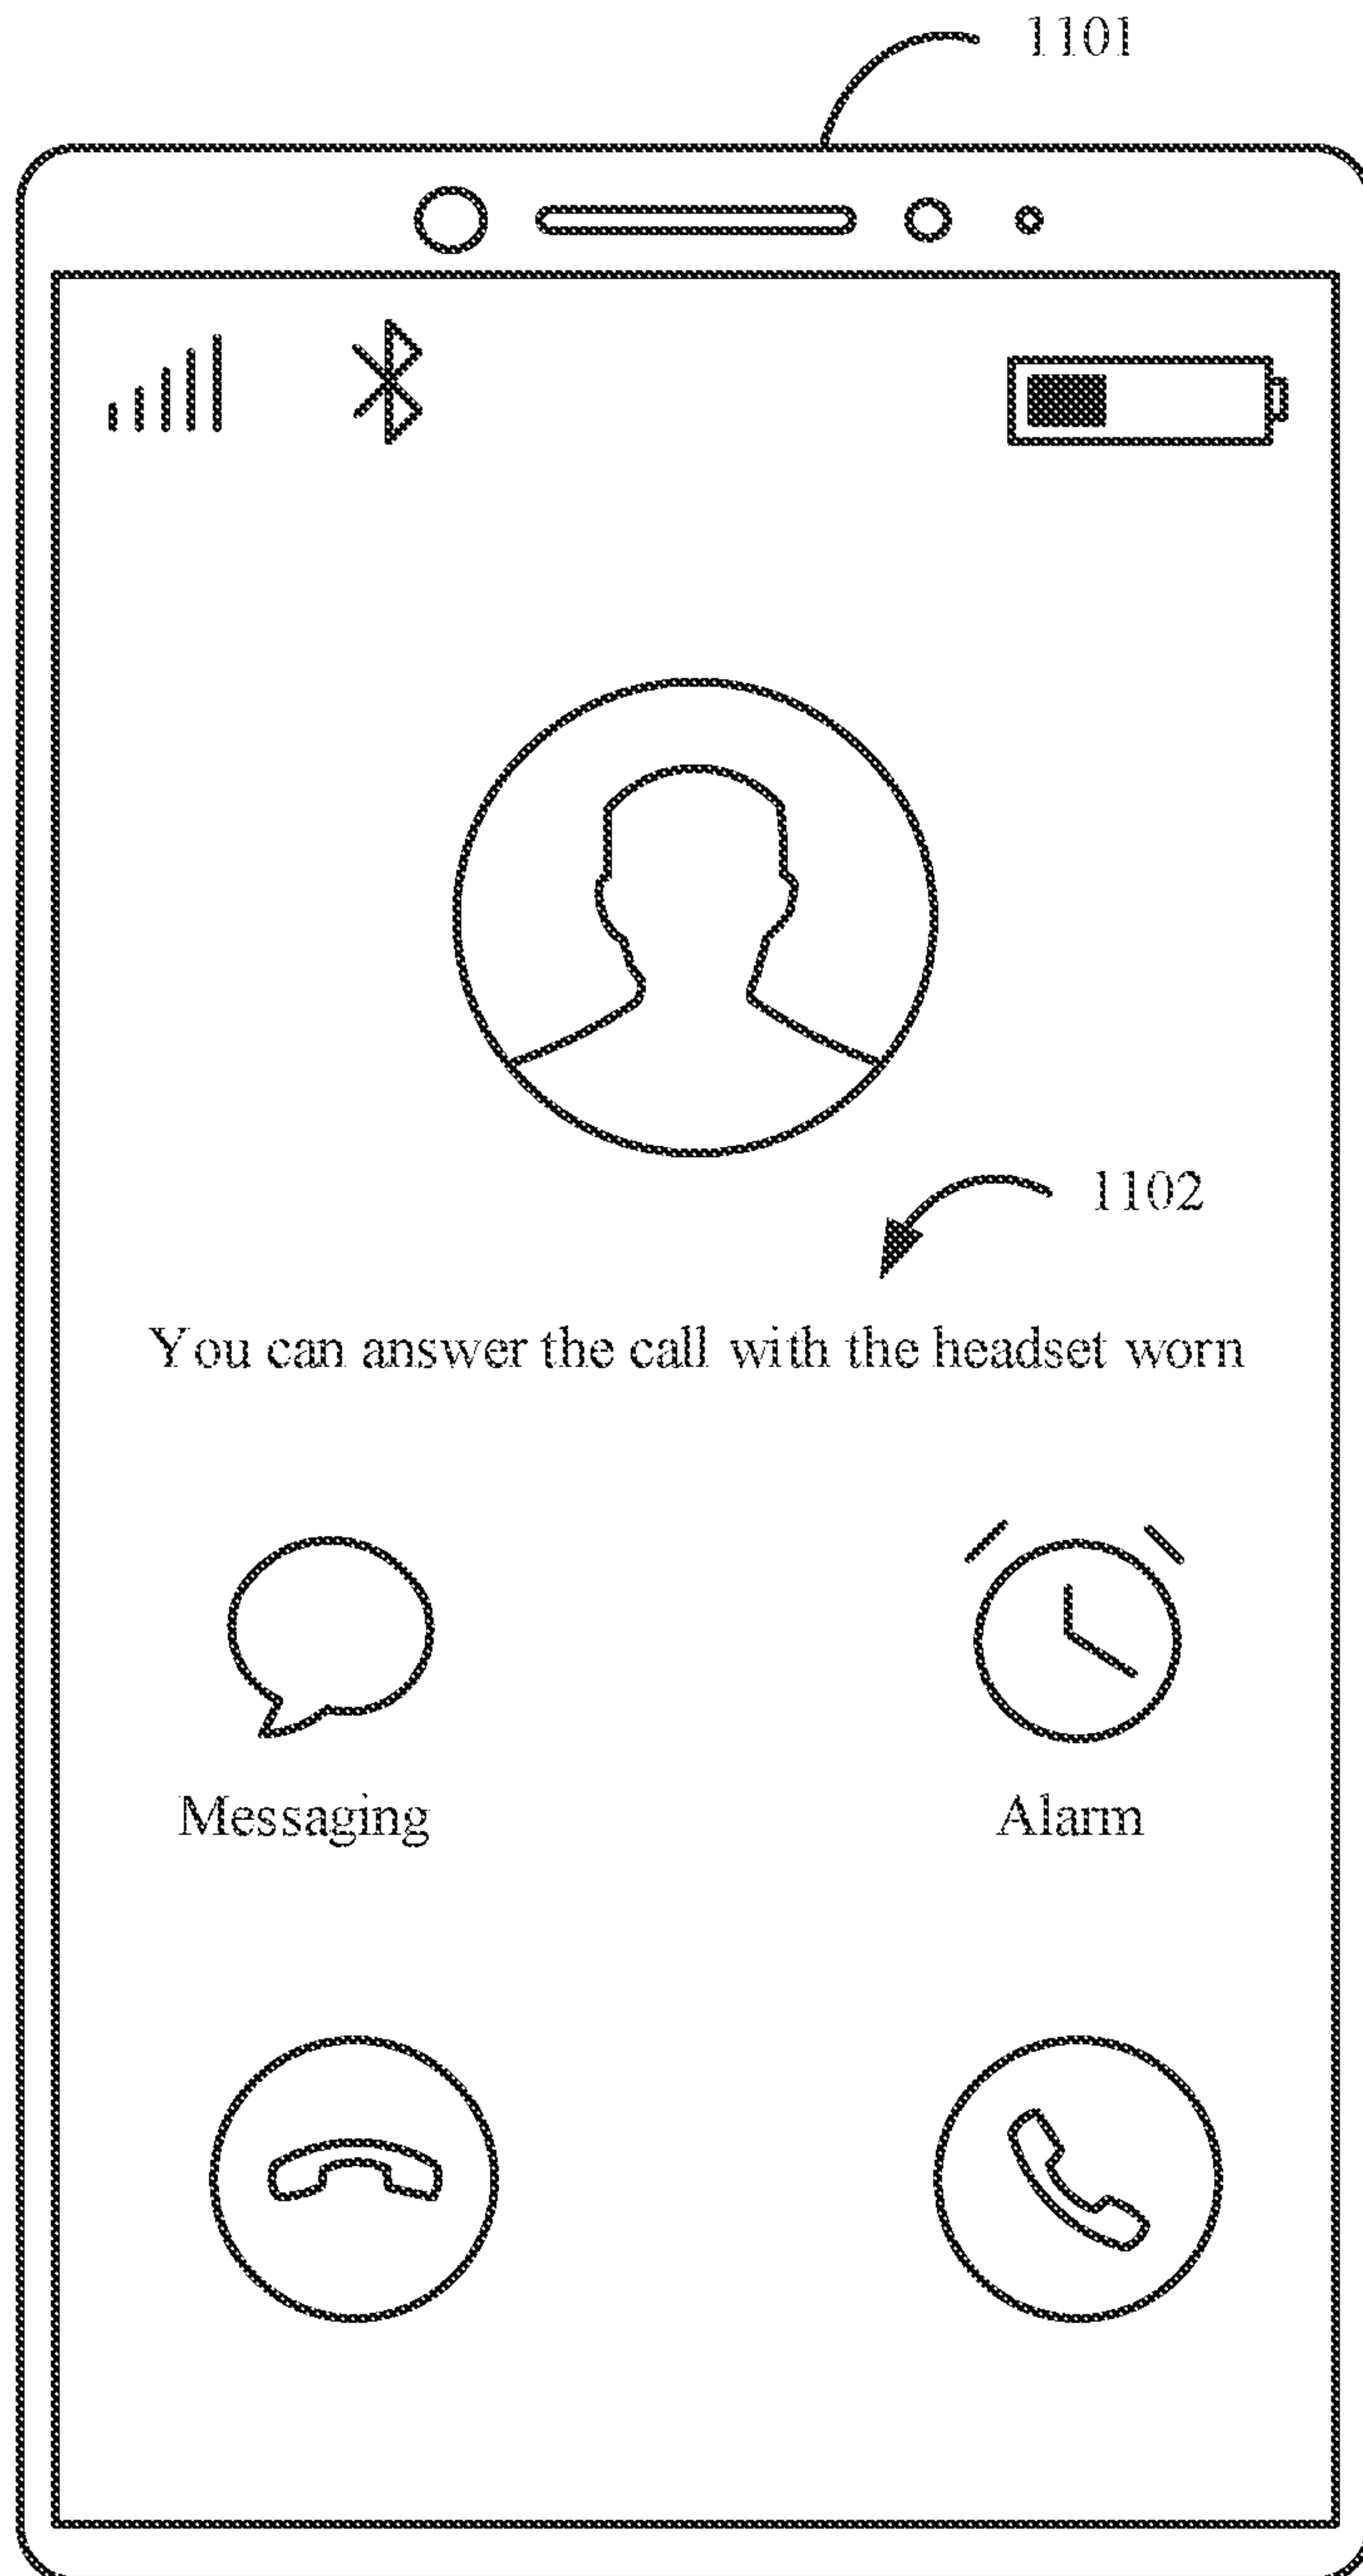 1101
1102
You can answer the call with the headset worn
Messaging
Alarm